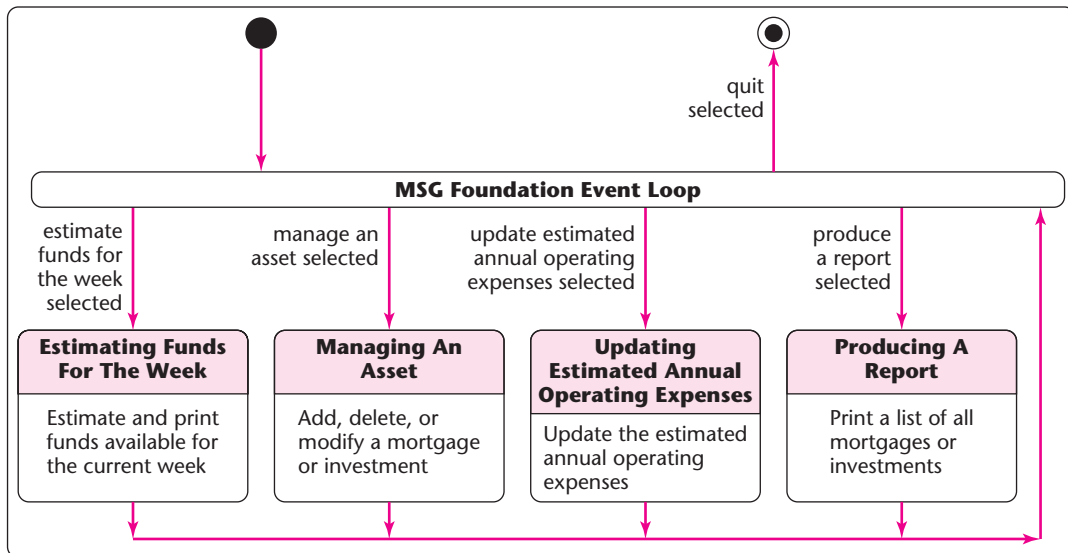 quit
selected
MSG Foundation Event Loop
estimate
funds for
the week
selected
manage an
asset selected
update estimated
annual operating
expenses selected
produce
a report
selected
Estimating Funds
For The Week
Estimate and print
funds available for
the current week
Managing An
Asset
Add, delete, or
modify a mortgage
or investment
Updating
Estimated Annual
Operating Expenses
Update the estimated
annual operating
expenses
Producing A
Report
Print a list of all
mortgages or
investments